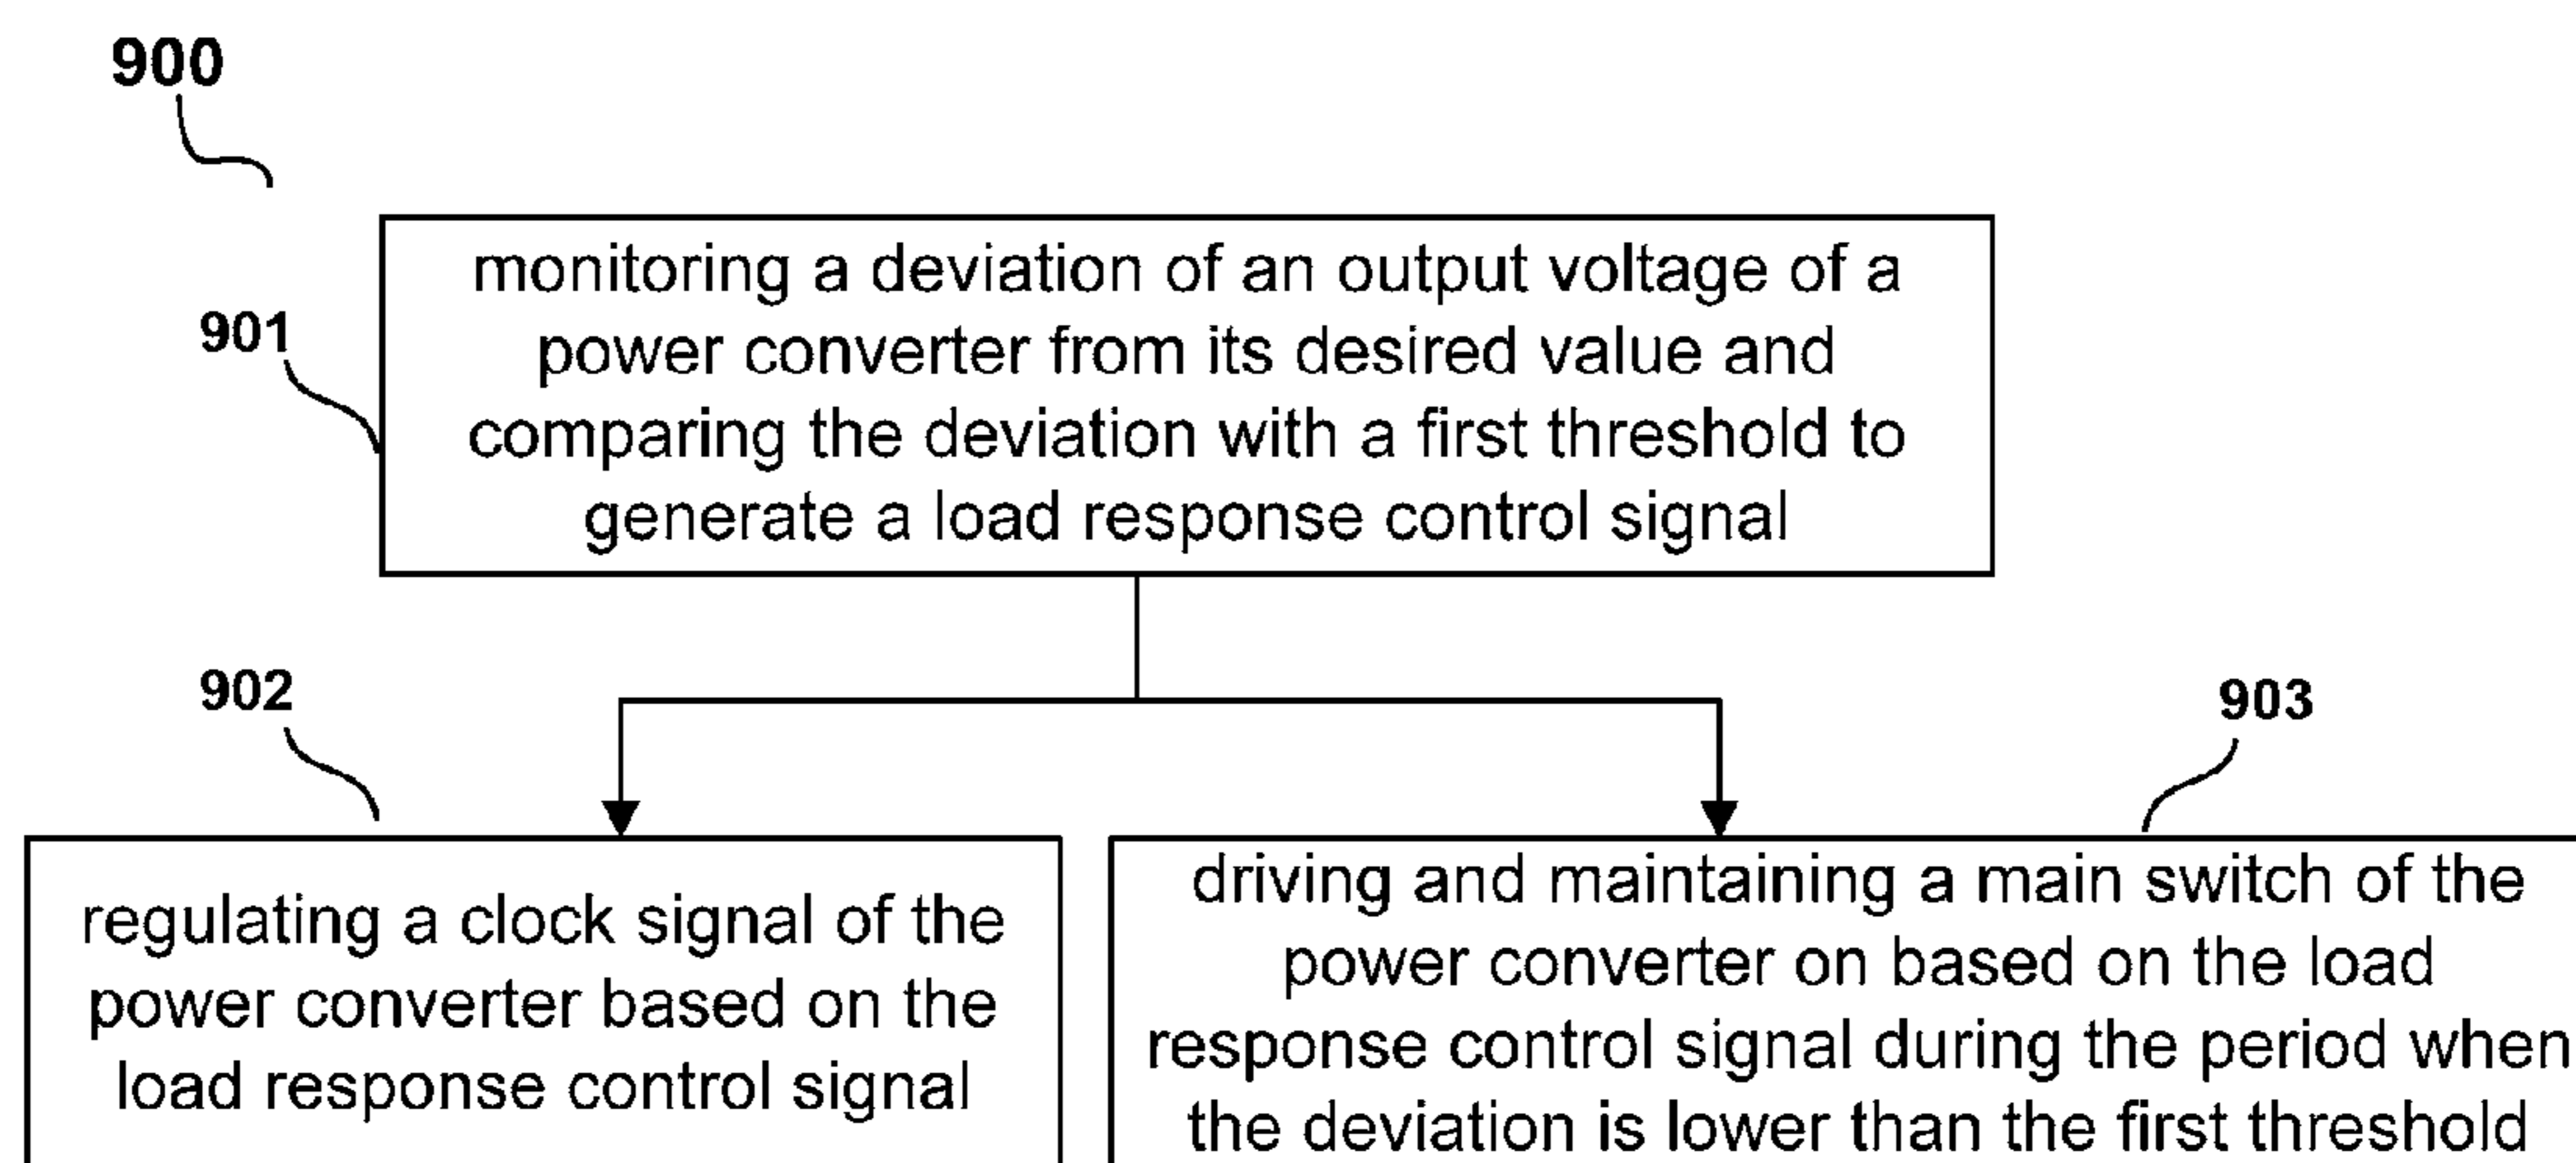 900
monitoring a deviation of an output voltage of a
power converter from its desired value and
comparing the deviation with a first threshold to
generate a load response control signal
901
902
903
regulating a clock signal of the
power converter based on the
load response control signal
driving and maintaining a main switch of the
power converter on based on the load
response control signal during the period when
the deviation is lower than the first threshold